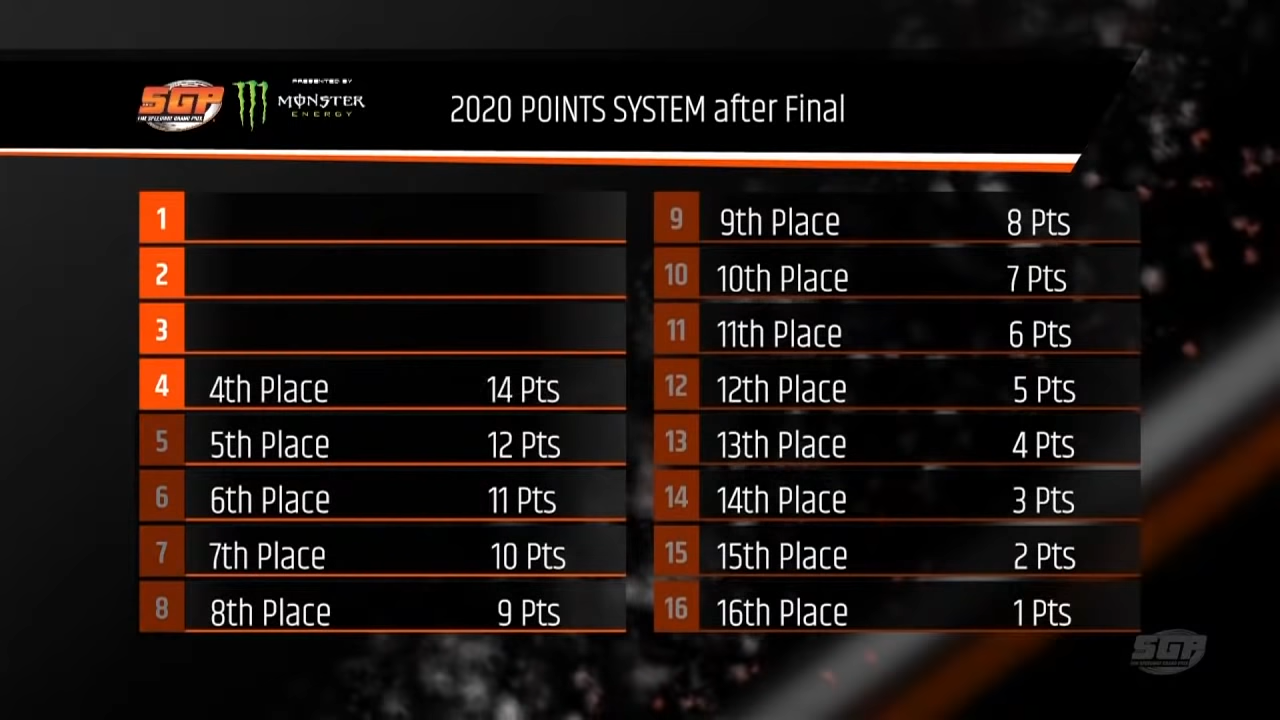 SGP
THE SPEEDWAY GRAND PRIX
PRESENTED BY
MONSTER
ENERGY
2020 POINTS SYSTEM after Final
1
2
3
4 4th Place 14 Pts
5 5th Place 12 Pts
6 6th Place 11 Pts
7 7th Place 10 Pts
8 8th Place 9 Pts
9 9th Place 8 Pts
10 10th Place 7 Pts
11 11th Place 6 Pts
12 12th Place 5 Pts
13 13th Place 4 Pts
14 14th Place 3 Pts
15 15th Place 2 Pts
16 16th Place 1 Pts
SGP
THE SPEEDWAY GRAND PRIX